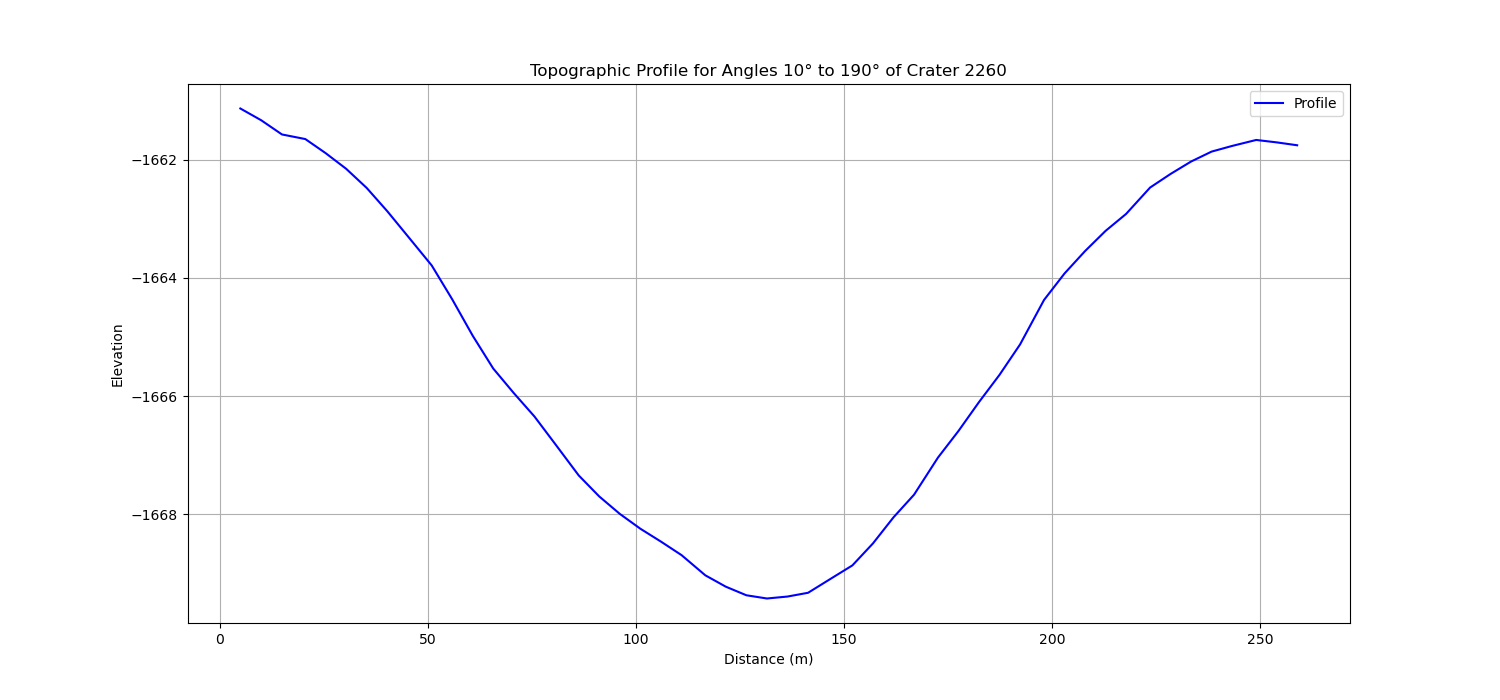 Topographic Profile for Angles 10° to 190° of Crater 2260
Profile
−1662
−1664
−1666
−1668
Elevation
0 50 100 150 200 250
Distance (m)